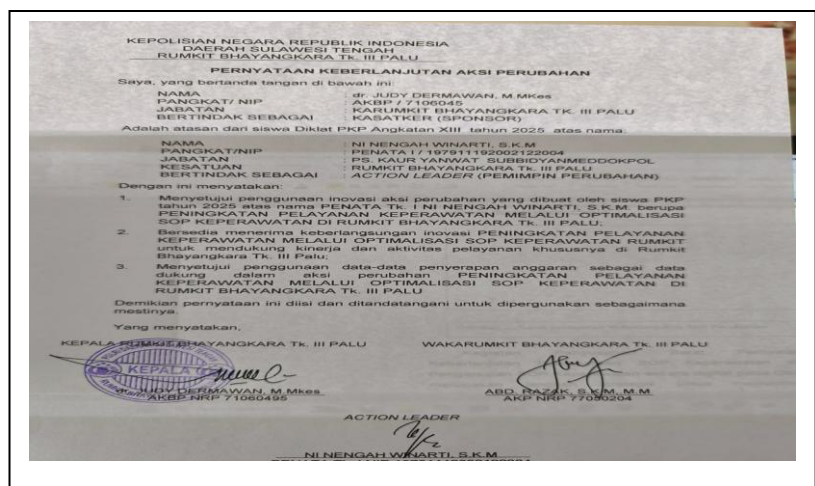 KEPOLISIAN NEGARA REPUBLIK INDONESIA
DAERAH SULAWESI TENGAH
RUMKIT BHAYANGKARA Tk. III PALU
PERNYATAAN KEBERLANJUTAN AKSI PERUBAHAN
Saya, yang bertanda tangan di bawah ini:
NAMA : dr. JUDY DERMAWAN, M.MKes
PANGKAT/ NIP : AKBP / 7106045
JABATAN : KARUMKIT BHAYANGKARA TK. III PALU
BERTINDAK SEBAGAI : KASATKER (SPONSOR)
Adalah atasan dari siswa Diklat PKP Angkatan XIII tahun 2025 atas nama:
NAMA : NI NENGAH WINARTI, S.K.M
PANGKAT/NIP : PENATA I / 197911192002122004
JABATAN : PS. KAUR YANWAT SUBBIDYANMEDDOKPOL
KESATUAN : RUMKIT BHAYANGKARA Tk. III PALU
BERTINDAK SEBAGAI : ACTION LEADER (PEMIMPIN PERUBAHAN)
Dengan ini menyatakan:
1. Menyetujui penggunaan inovasi aksi perubahan yang dibuat oleh siswa PKP
tahun 2025 atas nama PENATA Tk. I NI NENGAH WINARTI, S.K.M. berupa
PENINGKATAN PELAYANAN KEPERAWATAN MELALUI OPTIMALISASI
SOP KEPERAWATAN DI RUMKIT BHAYANGKARA Tk. III PALU;
2. Bersedia menerima keberlangsungan inovasi PENINGKATAN PELAYANAN
KEPERAWATAN MELALUI OPTIMALISASI SOP KEPERAWATAN RUMKIT
untuk mendukung kinerja dan aktivitas pelayanan khususnya di Rumkit
Bhayangkara Tk. III Palu;
3. Menyetujui penggunaan data-data penyerapan anggaran sebagai data
dukung dalam aksi perubahan PENINGKATAN PELAYANAN
KEPERAWATAN MELALUI OPTIMALISASI SOP KEPERAWATAN DI
RUMKIT BHAYANGKARA Tk. III PALU
Demikian pernyataan ini diisi dan ditandatangani untuk dipergunakan sebagaimana
mestinya.
Yang menyatakan,
KEPALA RUMKIT BHAYANGKARA Tk. III PALU
WAKARUMKIT BHAYANGKARA Tk. III PALU
KEPALA
dr. JUDY DERMAWAN, M.Mkes
AKBP NRP 71060495
ABD. RAZAK, S.K.M, M.M
AKP NRP 77050204
ACTION LEADER
NI NENGAH WINARTI, S.K.M